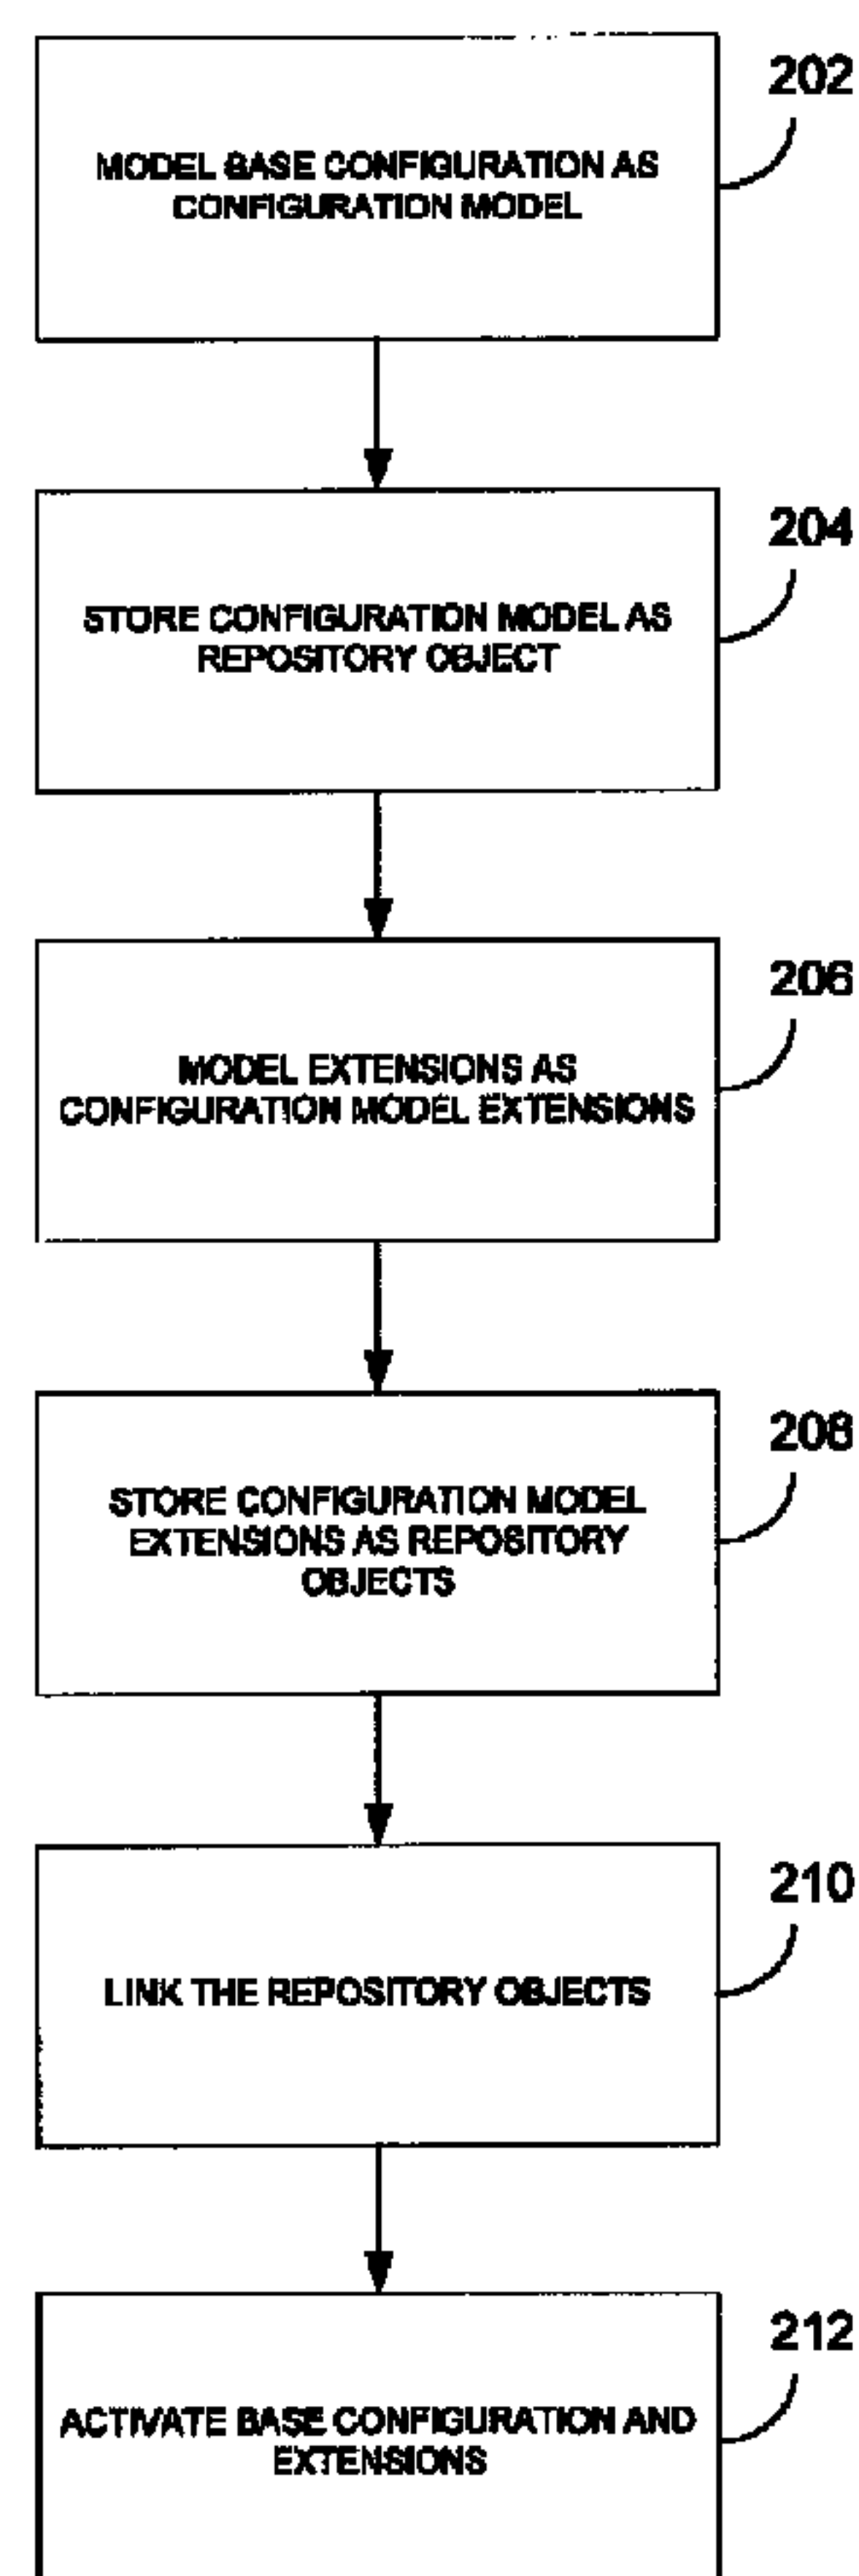 202
MODEL BASE CONFIGURATION AS
CONFIGURATION MODEL
204
STORE CONFIGURATION MODEL AS
REPOSITORY OBJECT
206
MODEL EXTENSIONS AS
CONFIGURATION MODEL EXTENSIONS
208
STORE CONFIGURATION MODEL
EXTENSIONS AS REPOSITORY
OBJECTS
210
LINK THE REPOSITORY OBJECTS
212
ACTIVATE BASE CONFIGURATION AND
EXTENSIONS